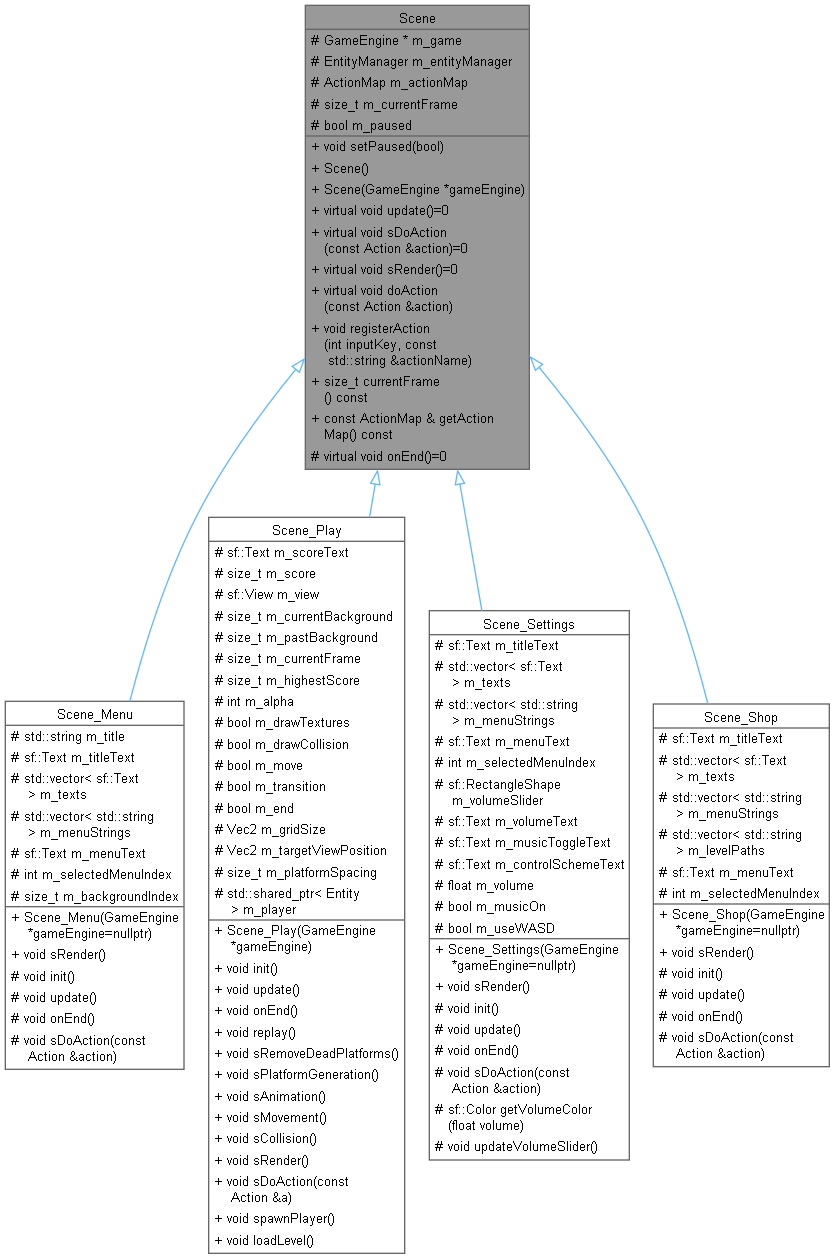 Scene
# GameEngine * m_game
# EntityManager m_entityManager
# ActionMap m_actionMap
# size_t m_currentFrame
# bool m_paused
+ void setPaused(bool)
+ Scene()
+ Scene(GameEngine *gameEngine)
+ virtual void update()=0
+ virtual void sDoAction
(const Action &action)=0
+ virtual void sRender()=0
+ virtual void doAction
(const Action &action)
+ void registerAction
(int inputKey, const
std::string &actionName)
+ size_t currentFrame
() const
+ const ActionMap & getAction
Map() const
# virtual void onEnd()=0
Scene_Menu
# std::string m_title
# sf::Text m_titleText
# std::vector< sf::Text
> m_texts
# std::vector< std::string
> m_menuStrings
# sf::Text m_menuText
# int m_selectedMenuIndex
# size_t m_backgroundIndex
+ Scene_Menu(GameEngine
*gameEngine=nullptr)
+ void sRender()
# void init()
# void update()
# void onEnd()
# void sDoAction(const
Action &action)
Scene_Play
# sf::Text m_scoreText
# size_t m_score
# sf::View m_view
# size_t m_currentBackground
# size_t m_pastBackground
# size_t m_currentFrame
# size_t m_highestScore
# int m_alpha
# bool m_drawTextures
# bool m_drawCollision
# bool m_move
# bool m_transition
# bool m_end
# Vec2 m_gridSize
# Vec2 m_targetViewPosition
# size_t m_platformSpacing
# std::shared_ptr< Entity
> m_player
+ Scene_Play(GameEngine
*gameEngine)
+ void init()
+ void update()
+ void onEnd()
+ void replay()
+ void sRemoveDeadPlatforms()
+ void sPlatformGeneration()
+ void sAnimation()
+ void sMovement()
+ void sCollision()
+ void sRender()
+ void sDoAction(const
Action &a)
+ void spawnPlayer()
+ void loadLevel()
Scene_Settings
# sf::Text m_titleText
# std::vector< sf::Text
> m_texts
# std::vector< std::string
> m_menuStrings
# sf::Text m_menuText
# int m_selectedMenuIndex
# sf::RectangleShape
m_volumeSlider
# sf::Text m_volumeText
# sf::Text m_musicToggleText
# sf::Text m_controlSchemeText
# float m_volume
# bool m_musicOn
# bool m_useWASD
+ Scene_Settings(GameEngine
*gameEngine=nullptr)
+ void sRender()
# void init()
# void update()
# void onEnd()
# void sDoAction(const
Action &action)
# sf::Color getVolumeColor
(float volume)
# void updateVolumeSlider()
Scene_Shop
# sf::Text m_titleText
# std::vector< sf::Text
> m_texts
# std::vector< std::string
> m_menuStrings
# std::vector< std::string
> m_levelPaths
# sf::Text m_menuText
# int m_selectedMenuIndex
+ Scene_Shop(GameEngine
*gameEngine=nullptr)
+ void sRender()
# void init()
# void update()
# void onEnd()
# void sDoAction(const
Action &action)